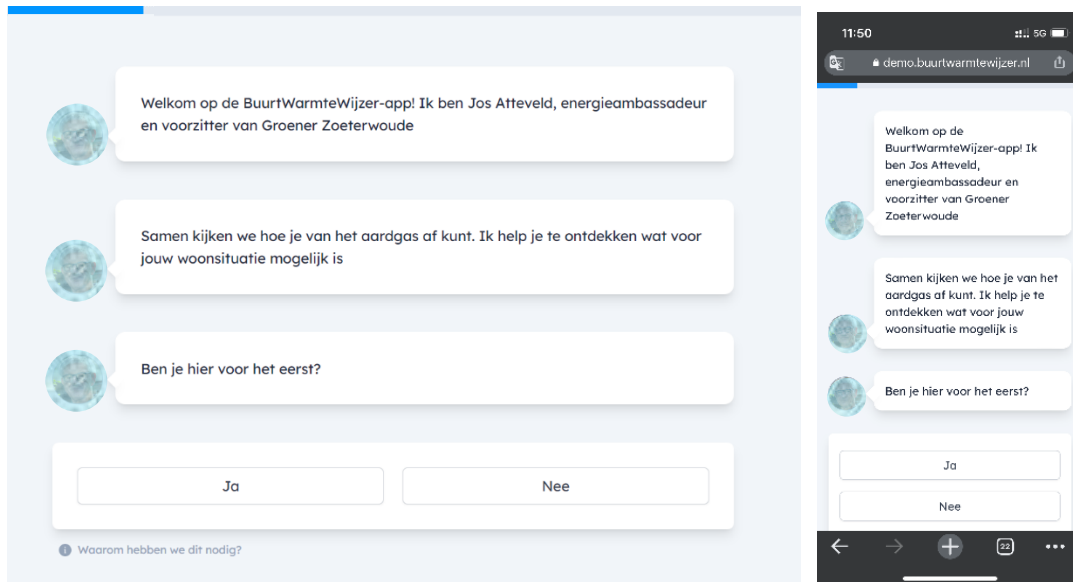 Welkom op de BuurtWarmteWijzer-app! Ik ben Jos Atteveld, energieambassadeur
en voorzitter van Groener Zoeterwoude
Samen kijken we hoe je van het aardgas af kunt. Ik help je te ontdekken wat voor
jouw woonsituatie mogelijk is
Ben je hier voor het eerst?
Ja
Nee
Waarom hebben we dit nodig?
11:50
5G
demo.buurtwarmtewijzer.nl
Welkom op de
BuurtWarmteWijzer-app! Ik
ben Jos Atteveld,
energieambassadeur en
voorzitter van Groener
Zoeterwoude
Samen kijken we hoe je van het
aardgas af kunt. Ik help je te
ontdekken wat voor jouw
woonsituatie mogelijk is
Ben je hier voor het eerst?
Ja
Nee
22